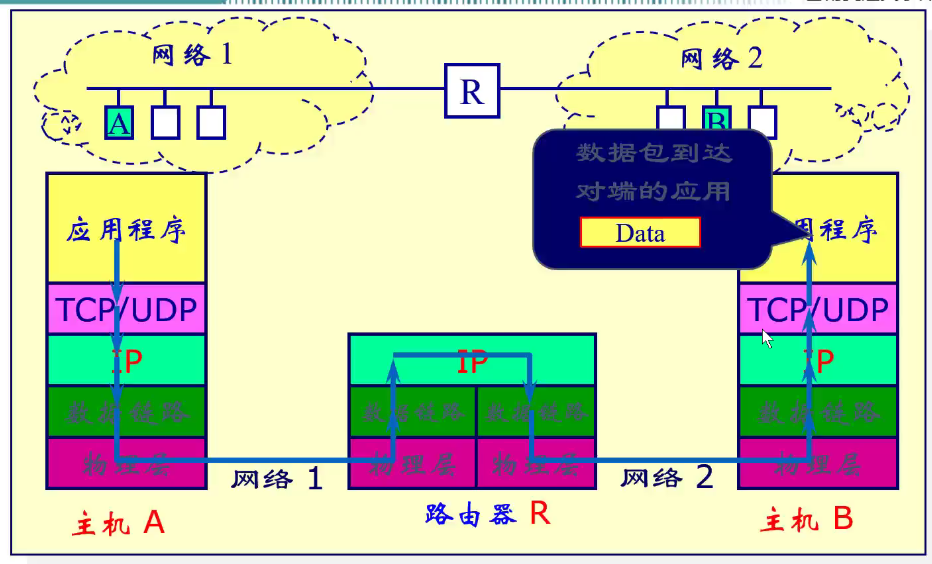 网络 1
网络 2
R
A
B
数据包到达
对端的应用
Data
应用程序
用程序
TCP/UDP
TCP/UDP
IP
IP
IP
数据链路
数据链路
数据链路
数据链路
物理层
物理层
物理层
物理层
网络 1
网络 2
主机 A
路由器 R
主机 B